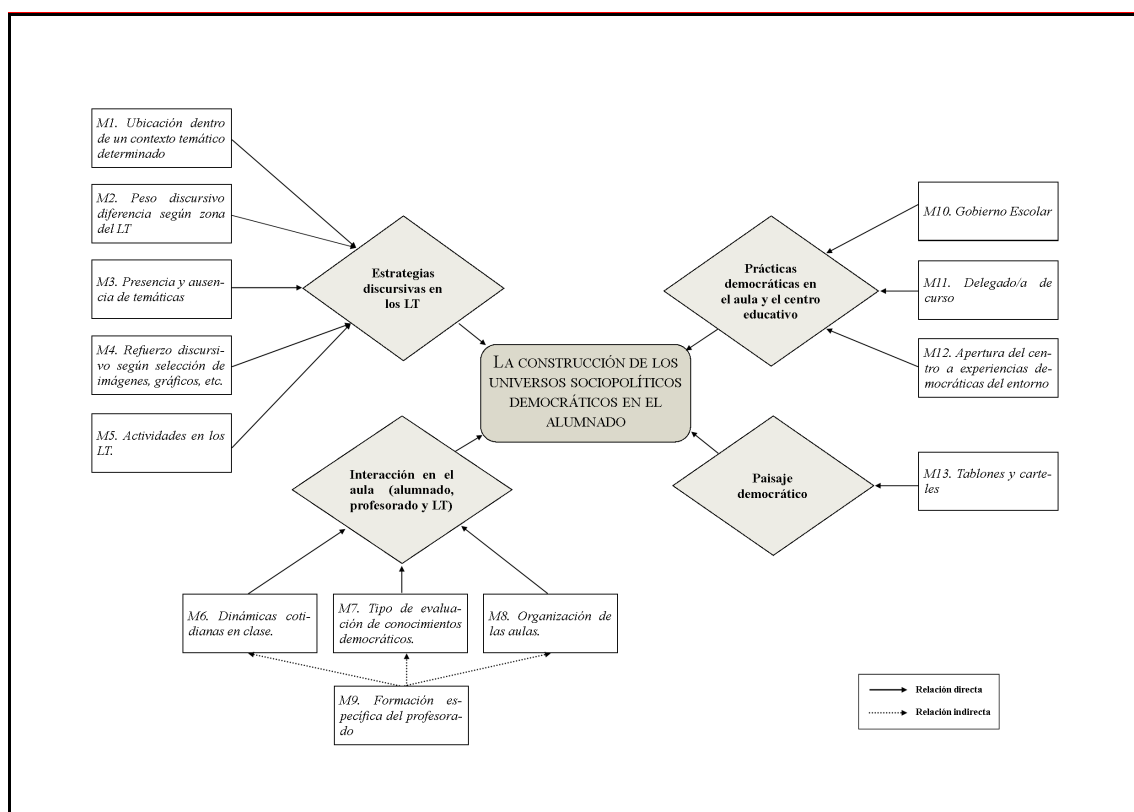 M1. Ubicación dentro
de un contexto temático
determinado
M2. Peso discursivo
diferencia según zona
del LT
M3. Presencia y ausen-
cia de temáticas
M4. Refuerzo discursi-
vo según selección de
imágenes, gráficos, etc.
M5. Actividades en los
LT.
Estrategias
discursivas en
los LT
Prácticas
democráticas en
el aula y el centro
educativo
M10. Gobierno Escolar
M11. Delegado/a de
curso
M12. Apertura del cen-
tro a experiencias de-
mocráticas del entorno
LA CONSTRUCCIÓN DE LOS
UNIVERSOS SOCIOPOLÍTICOS
DEMOCRÁTICOS EN EL
ALUMNADO
Interacción en el
aula (alumnado,
profesorado y LT)
Paisaje
democrático
M13. Tablones y carte-
les
M6. Dinámicas coti-
dianas en clase.
M7. Tipo de evalua-
ción de conocimientos
democráticos.
M8. Organización de
las aulas.
M9. Formación es-
pecífica del profesora-
do
Relación directa
Relación indirecta